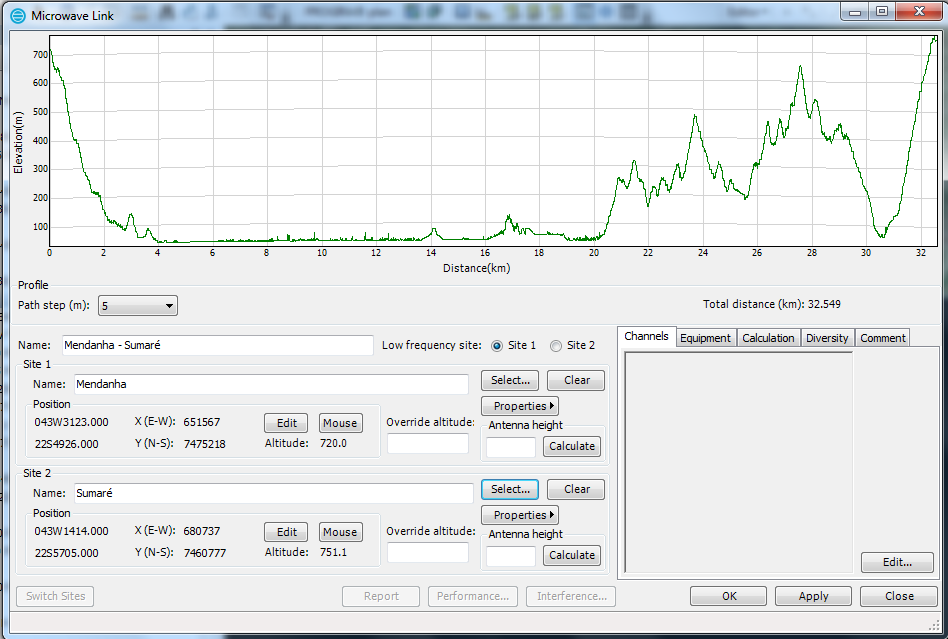 Microwave Link
700
600
500
400
300
200
100
Elevation(m)
0 2 4 6 8 10 12 14 16 18 20 22 24 26 28 30 32
Distance(km)
Profile
Path step (m): 5 Total distance (km): 32.549
Name: Mendanha - Sumaré Low frequency site: Site 1 Site 2
Channels Equipment Calculation Diversity Comment
Site 1
Name: Mendanha Select... Clear
Properties
Position
043W3123.000 X (E-W): 651567 Edit Mouse Override altitude: Antenna height
22S4926.000 Y (N-S): 7475218 Altitude: 720.0 Calculate
Site 2
Name: Sumaré Select... Clear
Properties
Position
043W1414.000 X (E-W): 680737 Edit Mouse Override altitude: Antenna height
22S5705.000 Y (N-S): 7460777 Altitude: 751.1 Calculate
Edit...
Switch Sites Report Performance... Interference... OK Apply Close